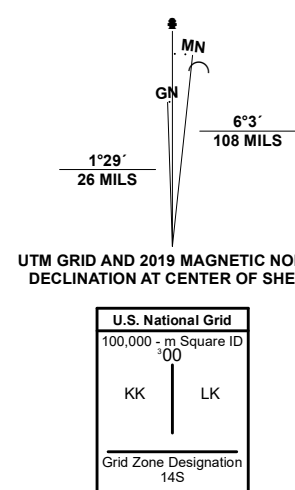 MN
GN
6°3´
108 MILS
1°29´
26 MILS
UTM GRID AND 2019 MAGNETIC NO
DECLINATION AT CENTER OF SHE
U.S. National Grid
100,000 - m Square ID
³00
KK
LK
Grid Zone Designation
14S